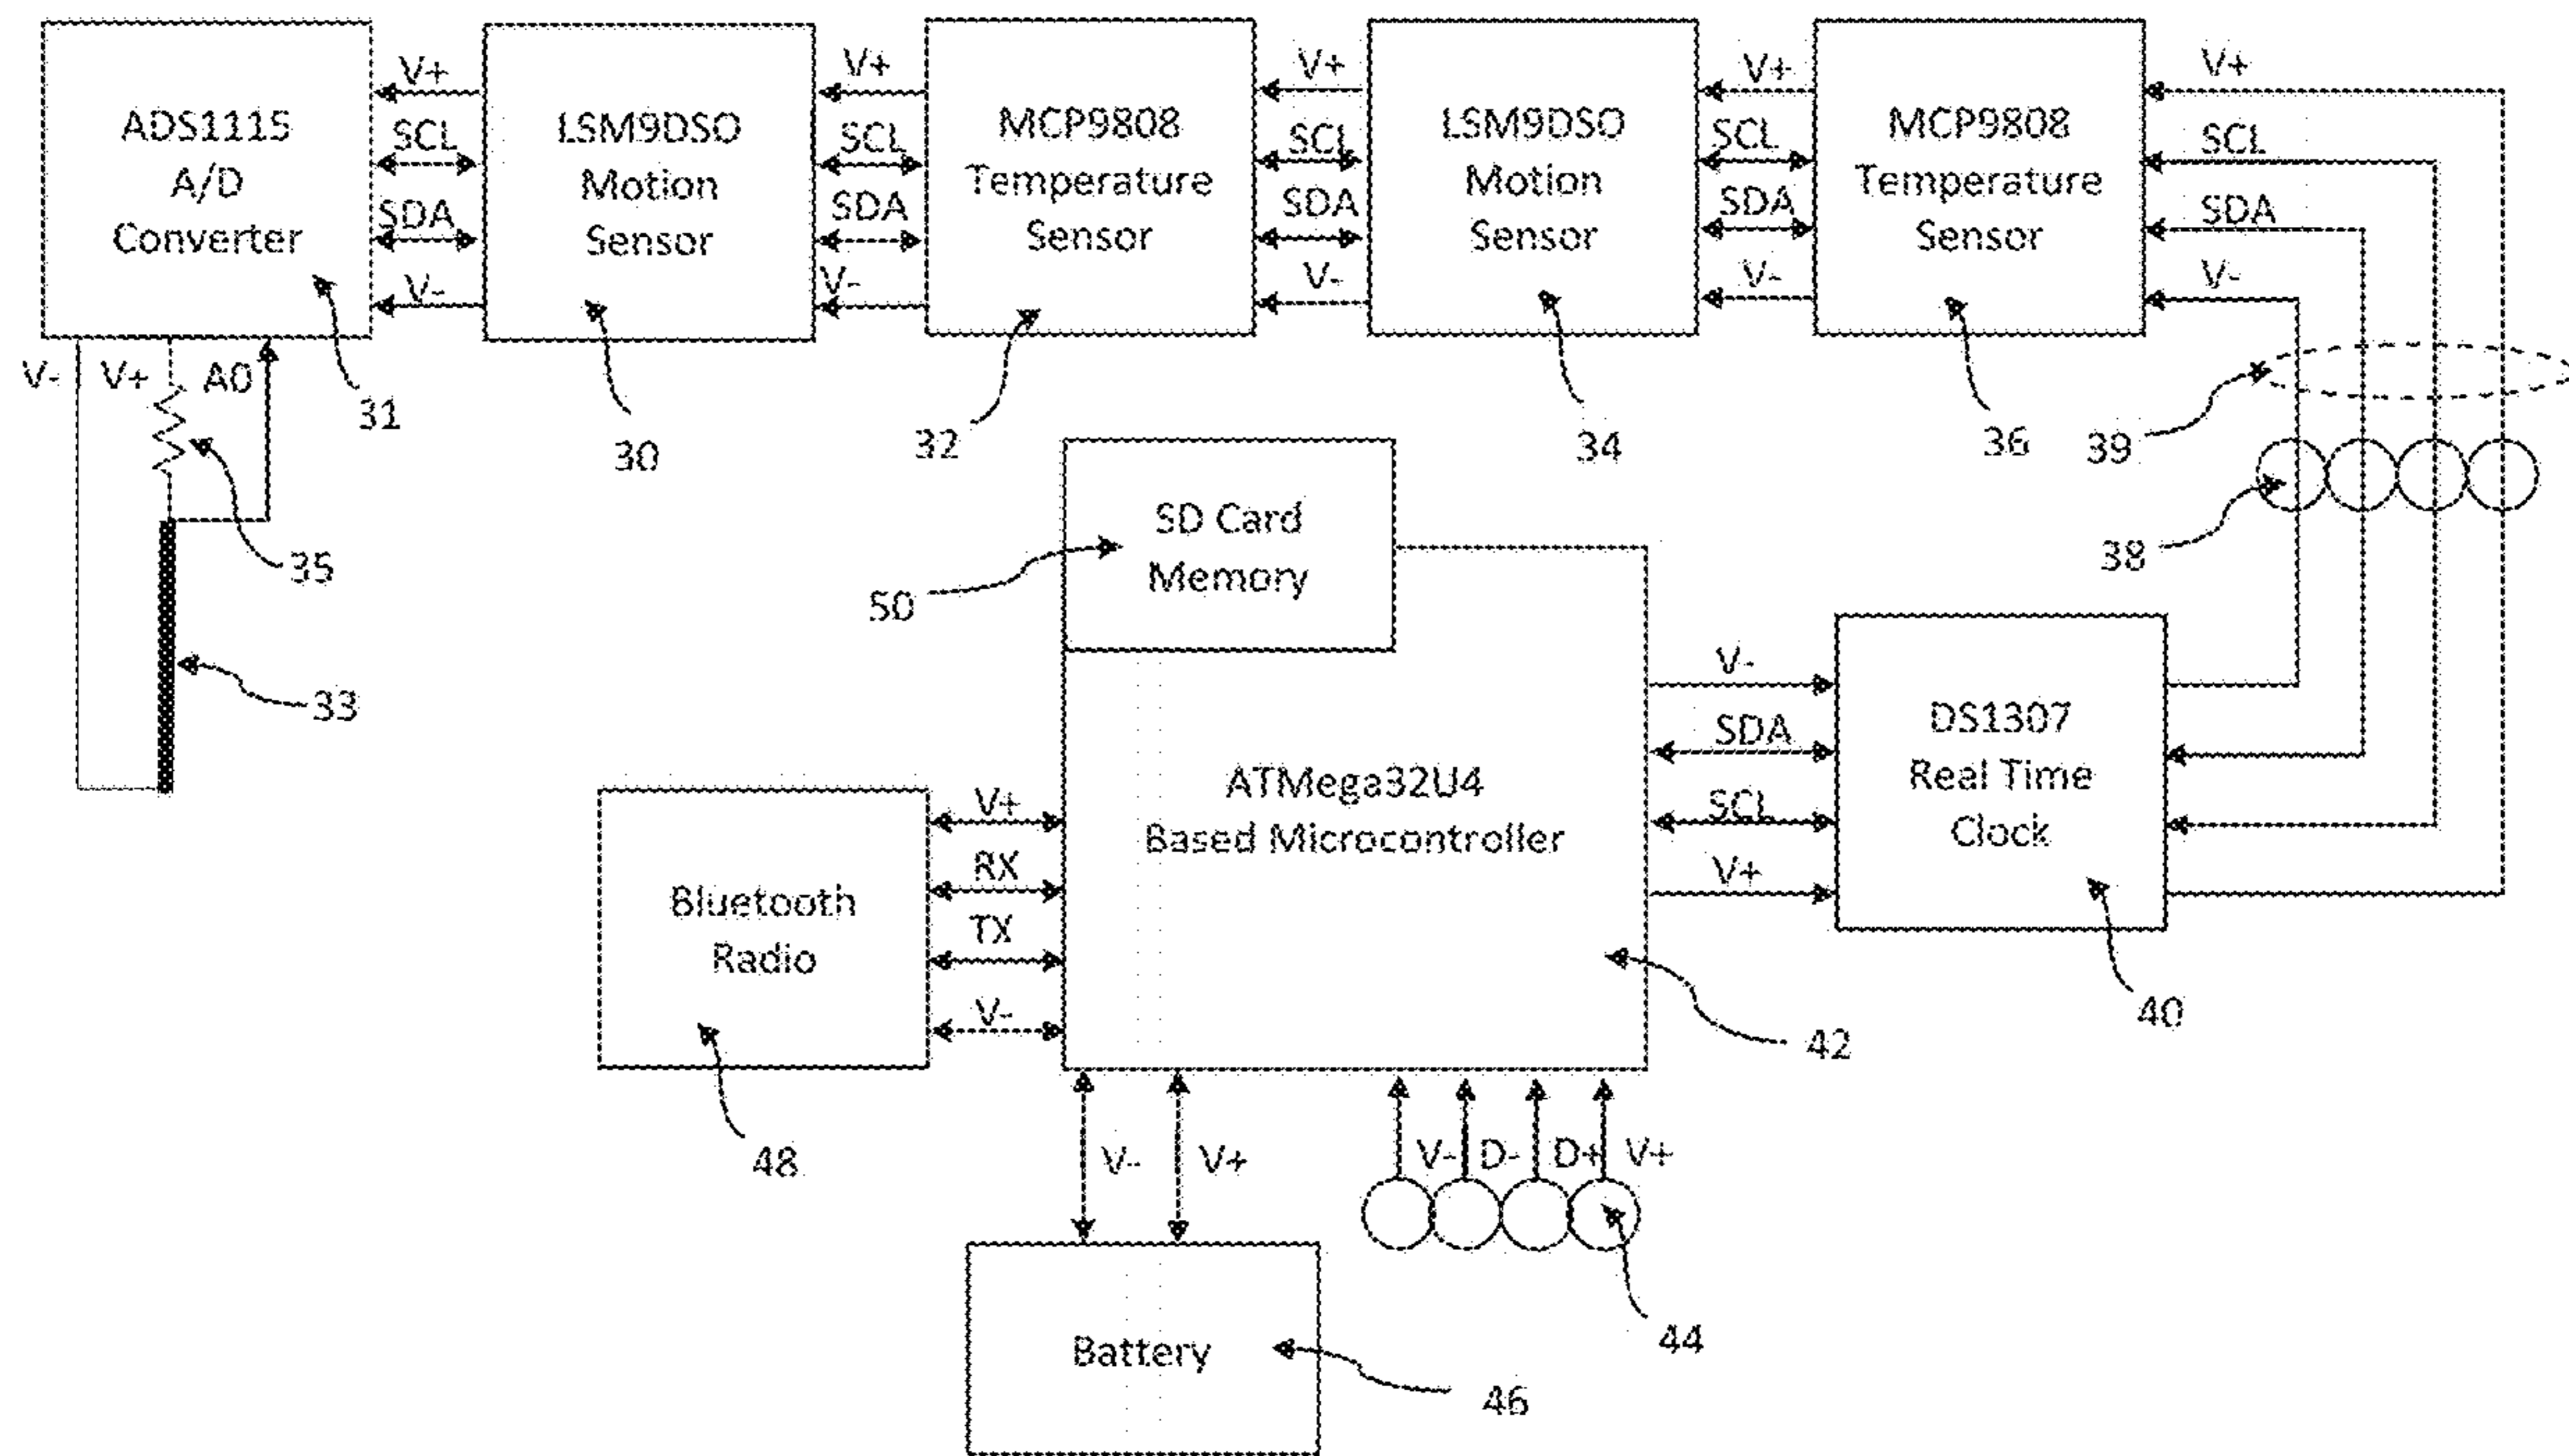 ADS1115
A/D
Converter
V+
SCL
SDA
V-
LSM9DSO
Motion
Sensor
V+
SCL
SDA
V-
MCP9808
Temperature
Sensor
V+
SCL
SDA
V-
LSM9DSO
Motion
Sensor
V+
SCL
SDA
V-
MCP9808
Temperature
Sensor
V+
SCL
SDA
V-
V-
V+
A0
31
30
32
34
36
39
38
35
33
SD Card
Memory
50
ATMega32U4
Based Microcontroller
V-
SDA
SCL
V+
DS1307
Real Time
Clock
40
42
Bluetooth
Radio
V+
RX
TX
V-
48
V-
V+
V-
D-
D+
V+
44
Battery
46